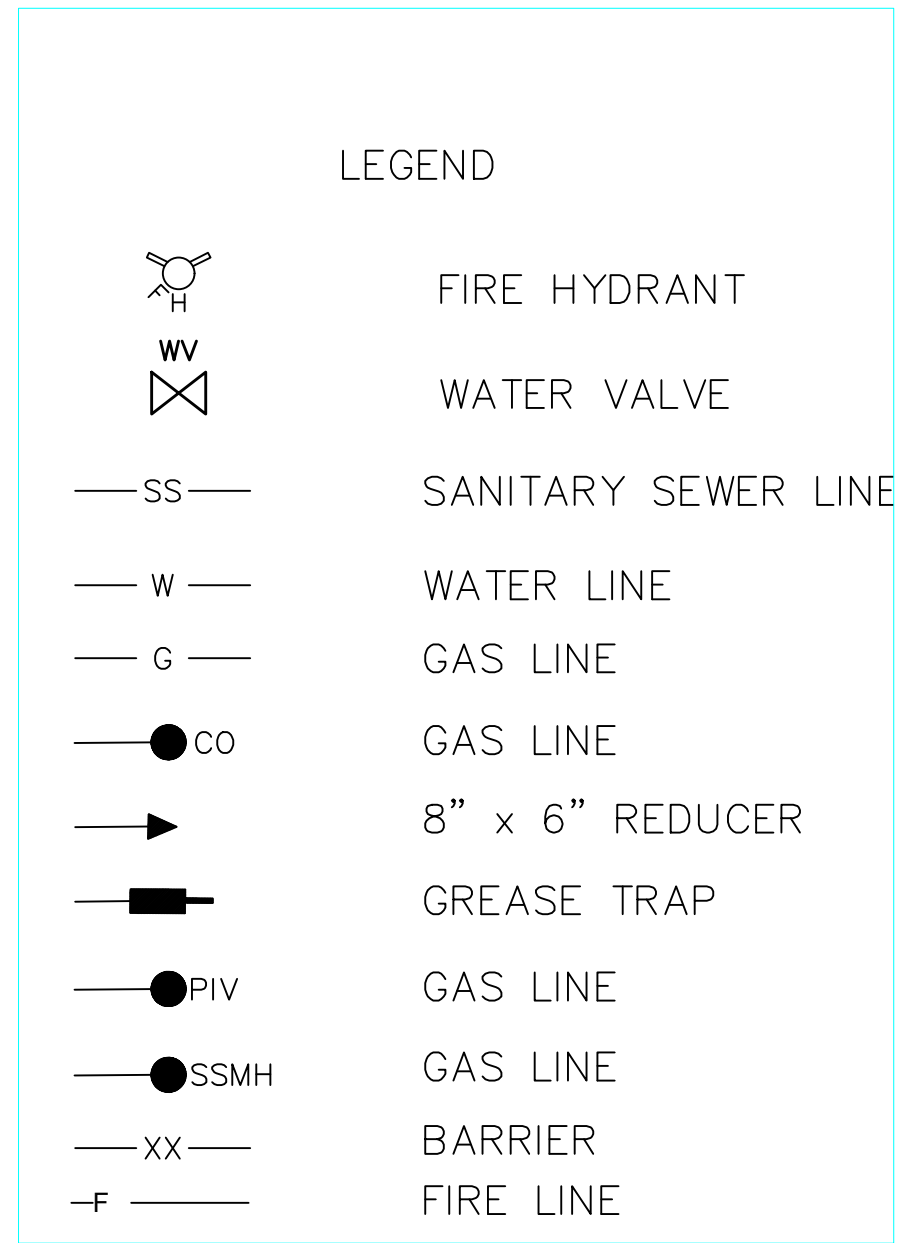 LEGEND
FH FIRE HYDRANT
WV
WATER VALVE
SS SANITARY SEWER LINE
W WATER LINE
G GAS LINE
CO GAS LINE
8” x 6” REDUCER
GREASE TRAP
PIV GAS LINE
SSMH GAS LINE
XX BARRIER
F FIRE LINE